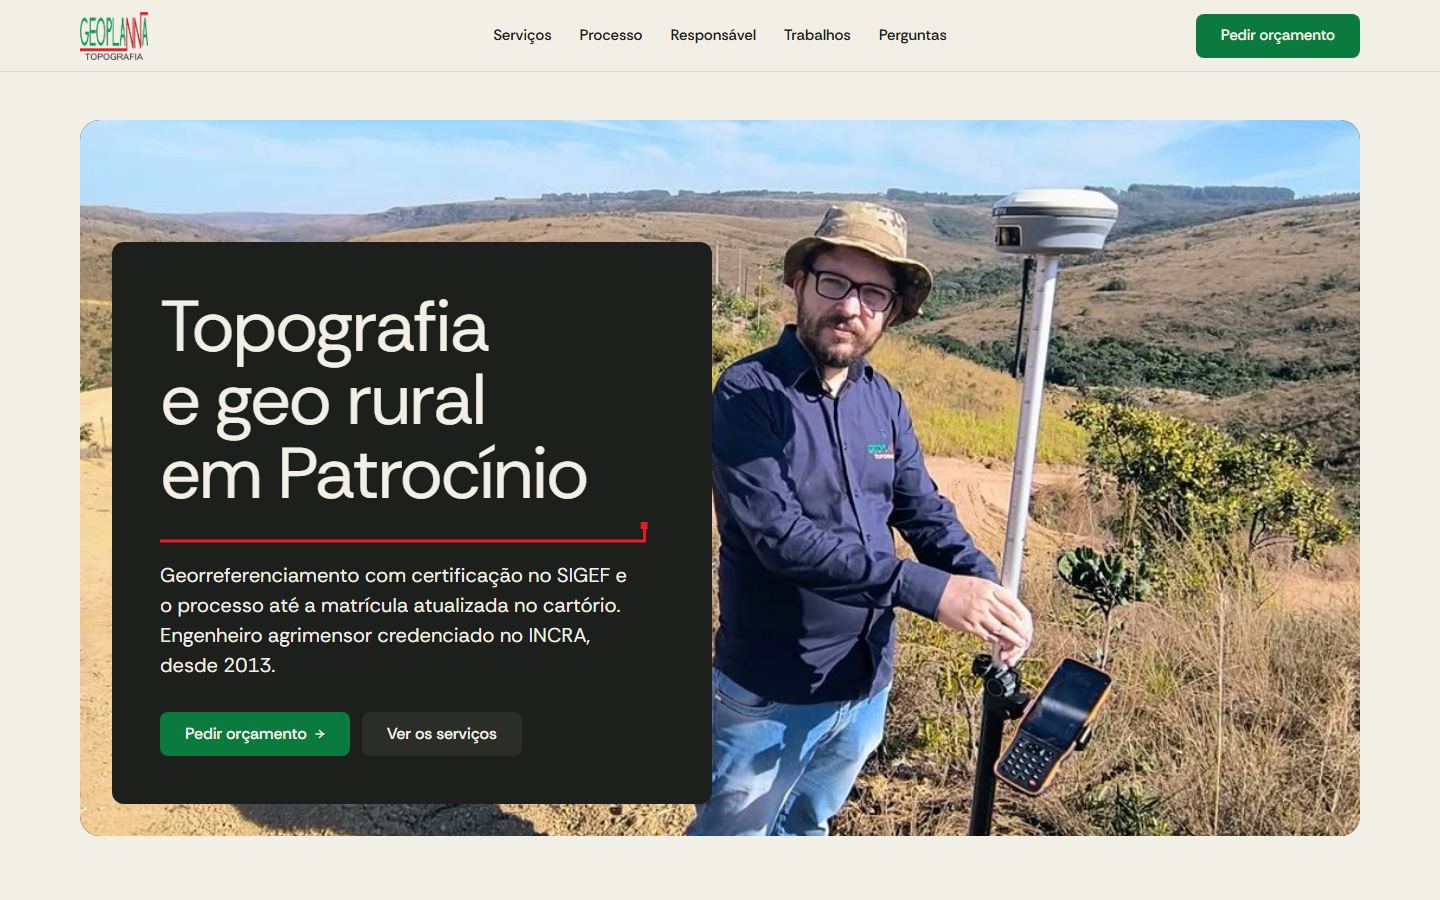 GEOPLANNA
TOPOGRAFIA
Serviços
Processo
Responsável
Trabalhos
Perguntas
Pedir orçamento
Topografia
e geo rural
em Patrocínio
Georreferenciamento com certificação no SIGEF e
o processo até a matrícula atualizada no cartório.
Engenheiro agrimensor credenciado no INCRA,
desde 2013.
Pedir orçamento →
Ver os serviços